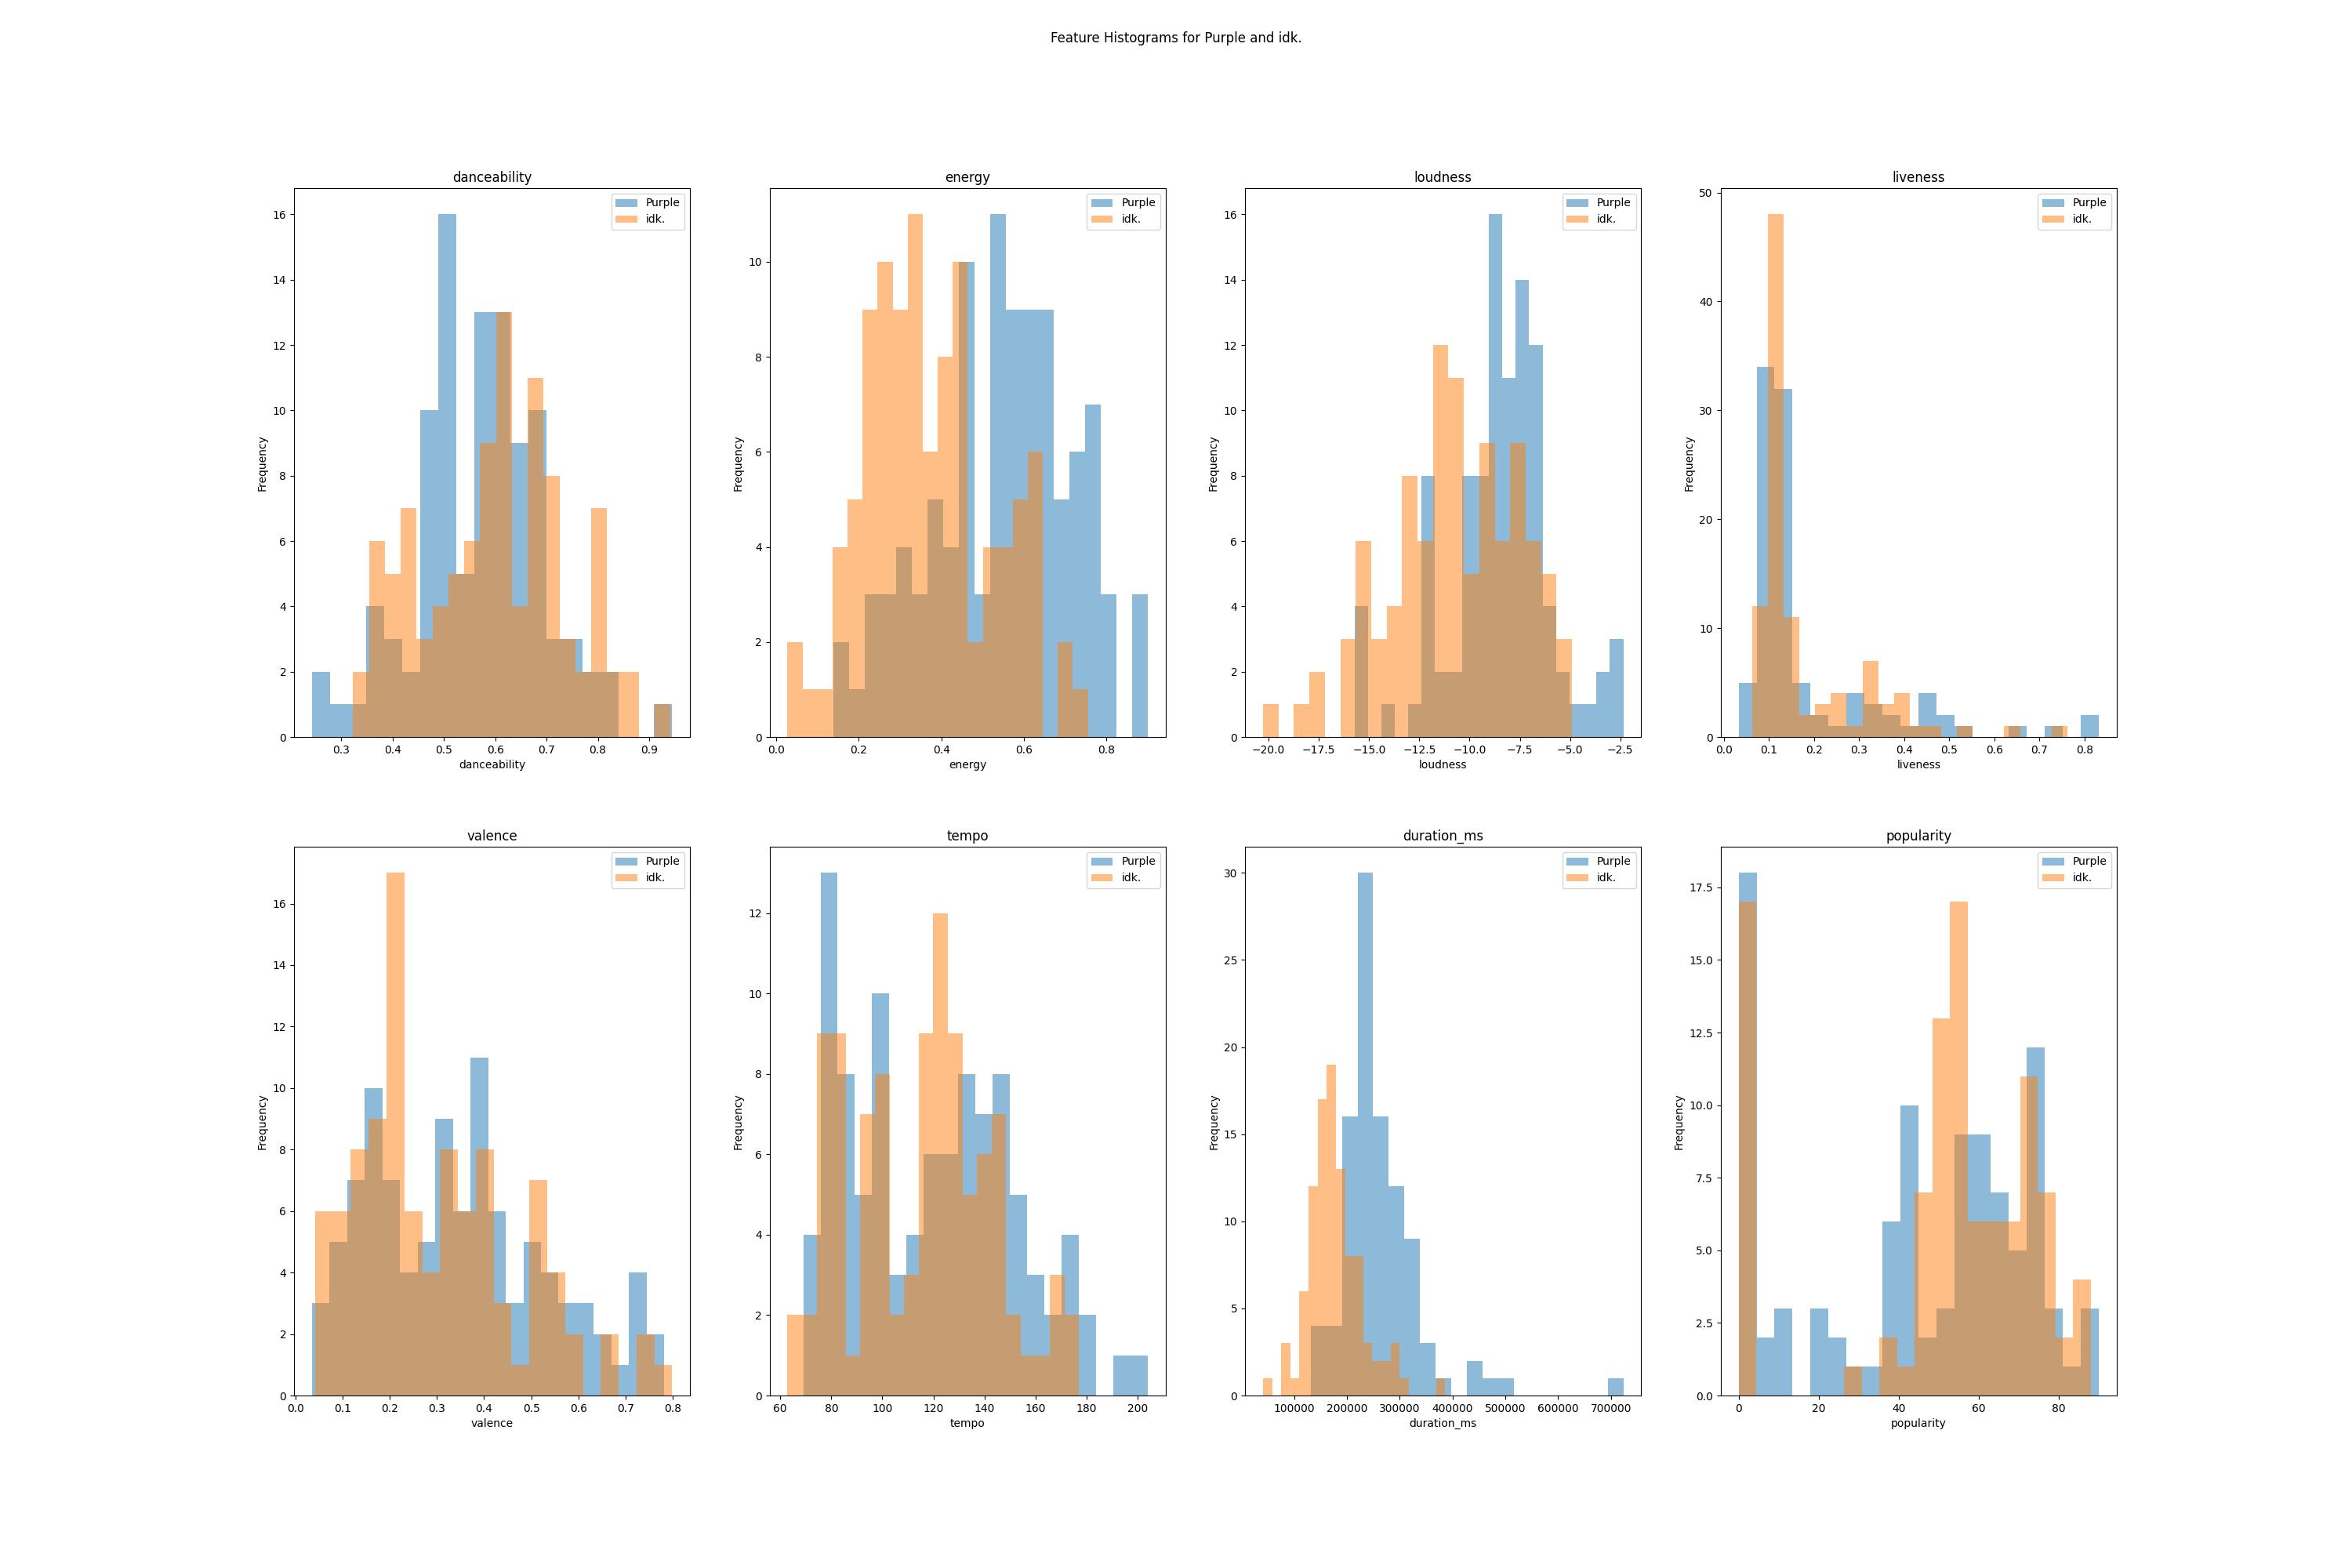 Feature Histograms for Purple and idk.
danceability
Purple
idk.
16
14
12
10
8
6
4
2
0
Frequency
0.3 0.4 0.5 0.6 0.7 0.8 0.9
danceability
energy
Purple
idk.
10
8
6
4
2
0
Frequency
0.0 0.2 0.4 0.6 0.8
energy
loudness
Purple
idk.
16
14
12
10
8
6
4
2
0
Frequency
−20.0 −17.5 −15.0 −12.5 −10.0 −7.5 −5.0 −2.5
loudness
liveness
Purple
idk.
50
40
30
20
10
0
Frequency
0.0 0.1 0.2 0.3 0.4 0.5 0.6 0.7 0.8
liveness
valence
Purple
idk.
16
14
12
10
8
6
4
2
0
Frequency
0.0 0.1 0.2 0.3 0.4 0.5 0.6 0.7 0.8
valence
tempo
Purple
idk.
12
10
8
6
4
2
0
Frequency
60 80 100 120 140 160 180 200
tempo
duration_ms
Purple
idk.
30
25
20
15
10
5
0
Frequency
100000 200000 300000 400000 500000 600000 700000
duration_ms
popularity
Purple
idk.
17.5
15.0
12.5
10.0
7.5
5.0
2.5
0.0
Frequency
0 20 40 60 80
popularity